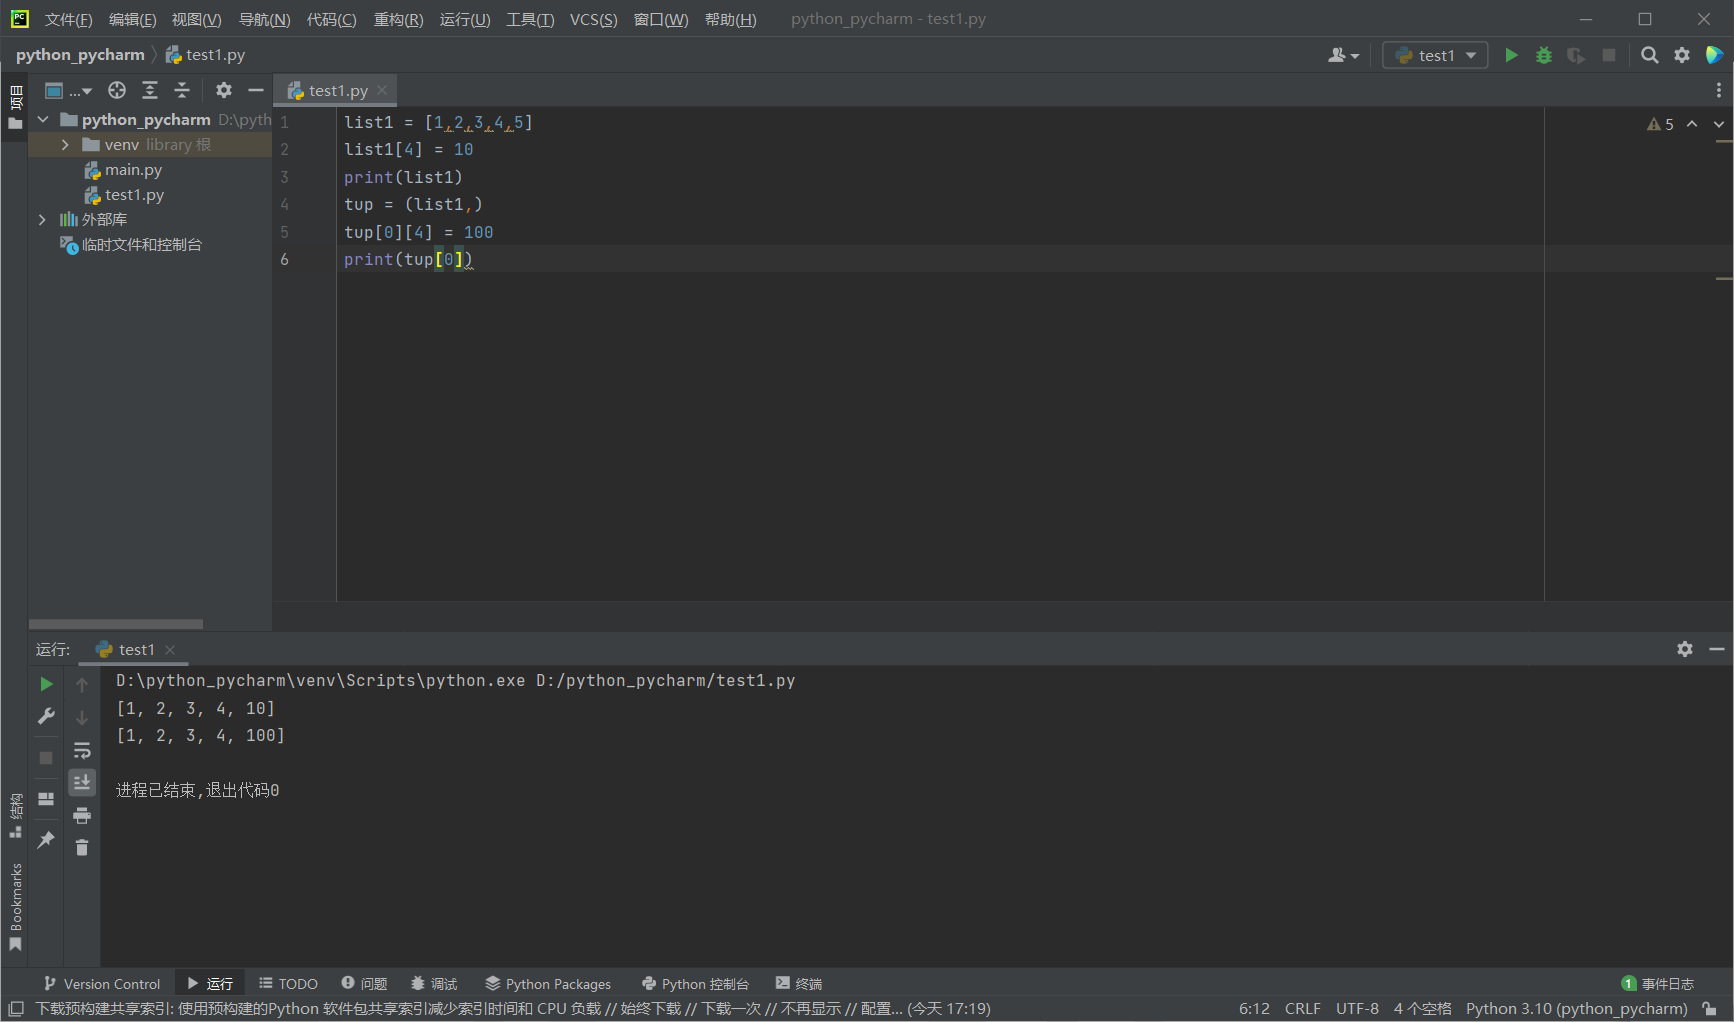 文件(F) 编辑(E) 视图(V) 导航(N) 代码(C) 重构(R) 运行(U) 工具(T) VCS(S) 窗口(W) 帮助(H) python_pycharm - test1.py
python_pycharm test1.py test1
项目
... test1.py
python_pycharm D:\pyth
venv library 根
main.py
test1.py
外部库
临时文件和控制台
1 list1 = [1,2,3,4,5]
2 list1[4] = 10
3 print(list1)
4 tup = (list1,)
5 tup[0][4] = 100
6 print(tup[0])
5
运行: test1
D:\python_pycharm\venv\Scripts\python.exe D:/python_pycharm/test1.py
[1, 2, 3, 4, 10]
[1, 2, 3, 4, 100]
进程已结束,退出代码0
结构
Bookmarks
Version Control 运行 TODO 问题 调试 Python Packages Python 控制台 终端 1 事件日志
下载预构建共享索引: 使用预构建的Python 软件包共享索引减少索引时间和 CPU 负载 // 始终下载 // 下载一次 // 不再显示 // 配置... (今天 17:19) 6:12 CRLF UTF-8 4 个空格 Python 3.10 (python_pycharm)